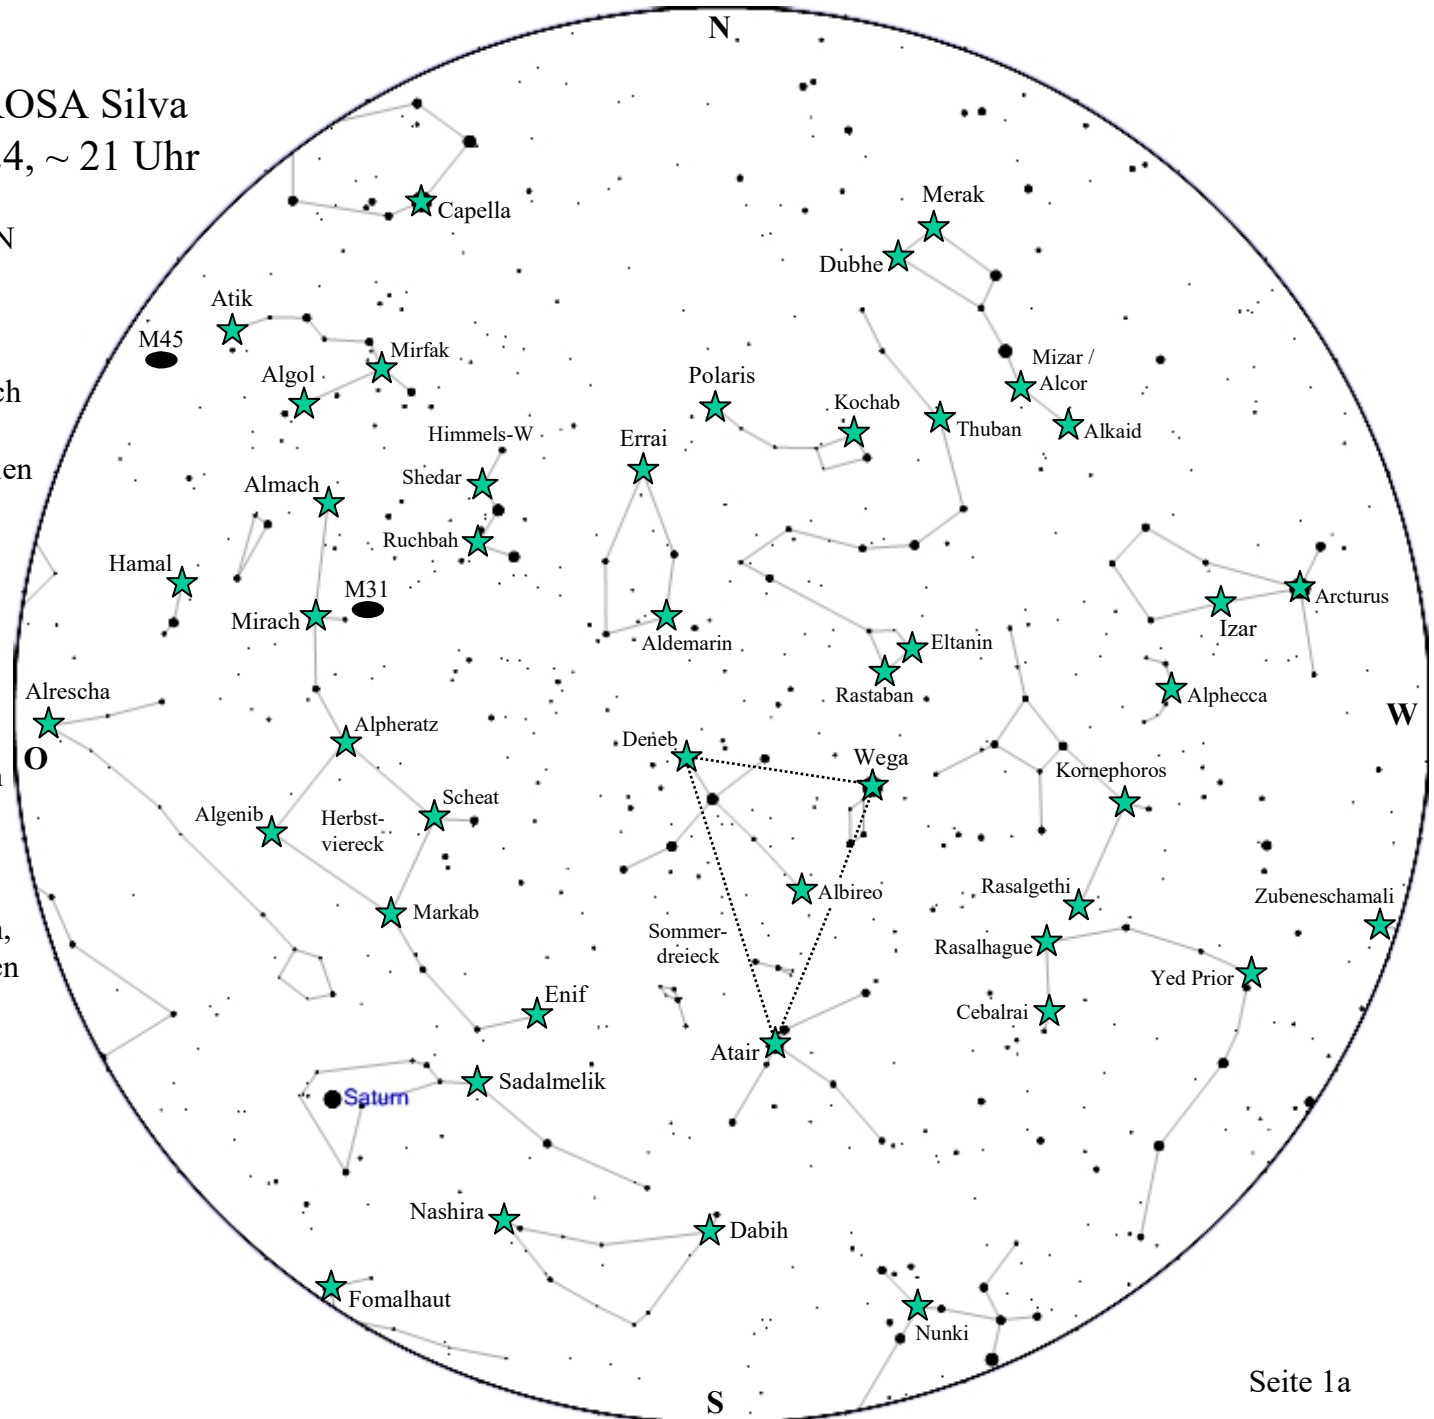 N
ROSA Silva
24, ~ 21 Uhr
Capella
Merak
N
Dubhe
Atik
M45
Mirfak
Mizar /
Alcor
Algol
Polaris
ch
Kochab
Himmels-W
Errai
Thuban
Alkaid
en
Shedar
Almach
Ruchbah
Hamal
M31
Arcturus
Mirach
Izar
Aldemarin
Eltanin
Alrescha
Rastaban
Alphecca
W
Alpheratz
Deneb
O
Wega
Kornephoros
Scheat
Algenib
Herbst-
viereck
Rasalgethi
Albireo
Zubeneschamali
Markab
Sommer-
dreieck
Rasalhague
en
Yed Prior
Enif
Cebalrai
Atair
Sadalmelik
Saturn
Nashira
Dabih
Fomalhaut
Nunki
Seite 1a
S